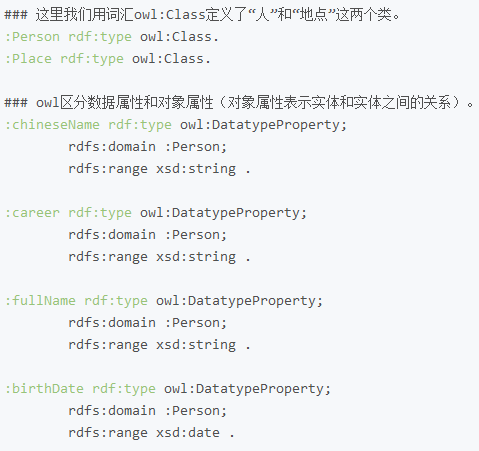 ### 这里我们用词汇owl:Class定义了“人”和“地点”这两个类。
:Person rdf:type owl:Class.
:Place rdf:type owl:Class.
### owl区分数据属性和对象属性（对象属性表示实体和实体之间的关系）。
:chineseName rdf:type owl:DatatypeProperty;
rdfs:domain :Person;
rdfs:range xsd:string .
:career rdf:type owl:DatatypeProperty;
rdfs:domain :Person;
rdfs:range xsd:string .
:fullName rdf:type owl:DatatypeProperty;
rdfs:domain :Person;
rdfs:range xsd:string .
:birthDate rdf:type owl:DatatypeProperty;
rdfs:domain :Person;
rdfs:range xsd:date .